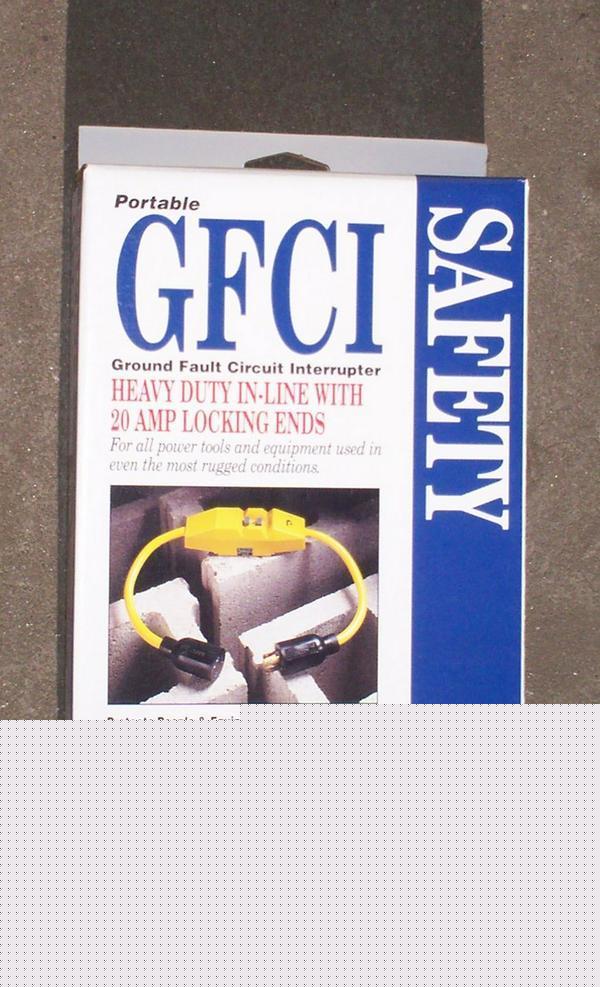 Portable
GFCI
Ground Fault Circuit Interrupter
HEAVY DUTY IN-LINE WITH
20 AMP LOCKING ENDS
For all power tools and equipment used in
even the most rugged conditions.
SAFETY